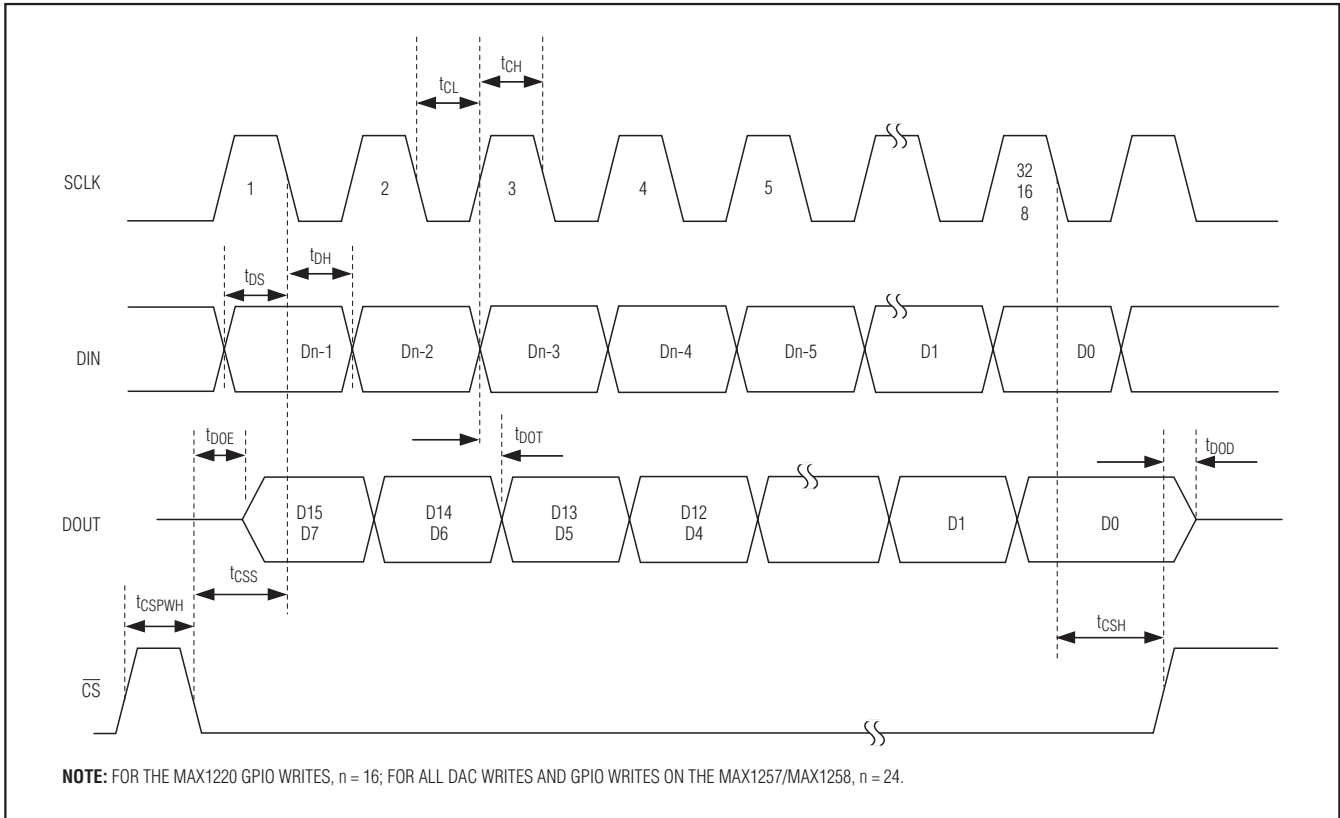 tCH
tCL
SCLK
1
2
3
4
5
32
16
8
tDH
tDS
DIN
Dn-1
Dn-2
Dn-3
Dn-4
Dn-5
D1
D0
tDOE
tDOT
tDOD
DOUT
D15
D7
D14
D6
D13
D5
D12
D4
D1
D0
tCSS
tCSPWH
tCSH
CS
NOTE: FOR THE MAX1220 GPIO WRITES, n = 16; FOR ALL DAC WRITES AND GPIO WRITES ON THE MAX1257/MAX1258, n = 24.